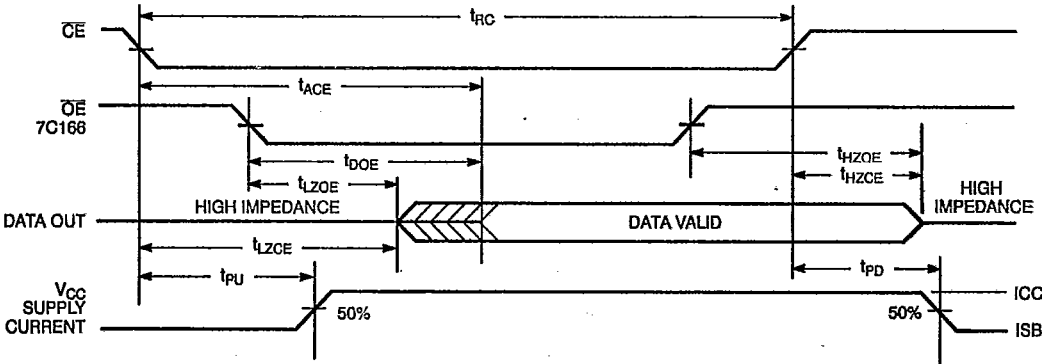 tRC
CE
tACE
OE
7C166
tDOE
tHZOE
tLZOE
tHZCE
HIGH IMPEDANCE
HIGH
IMPEDANCE
DATA OUT
DATA VALID
tLZCE
tPU
tPD
VCC
SUPPLY
CURRENT
50%
50%
ICC
ISB